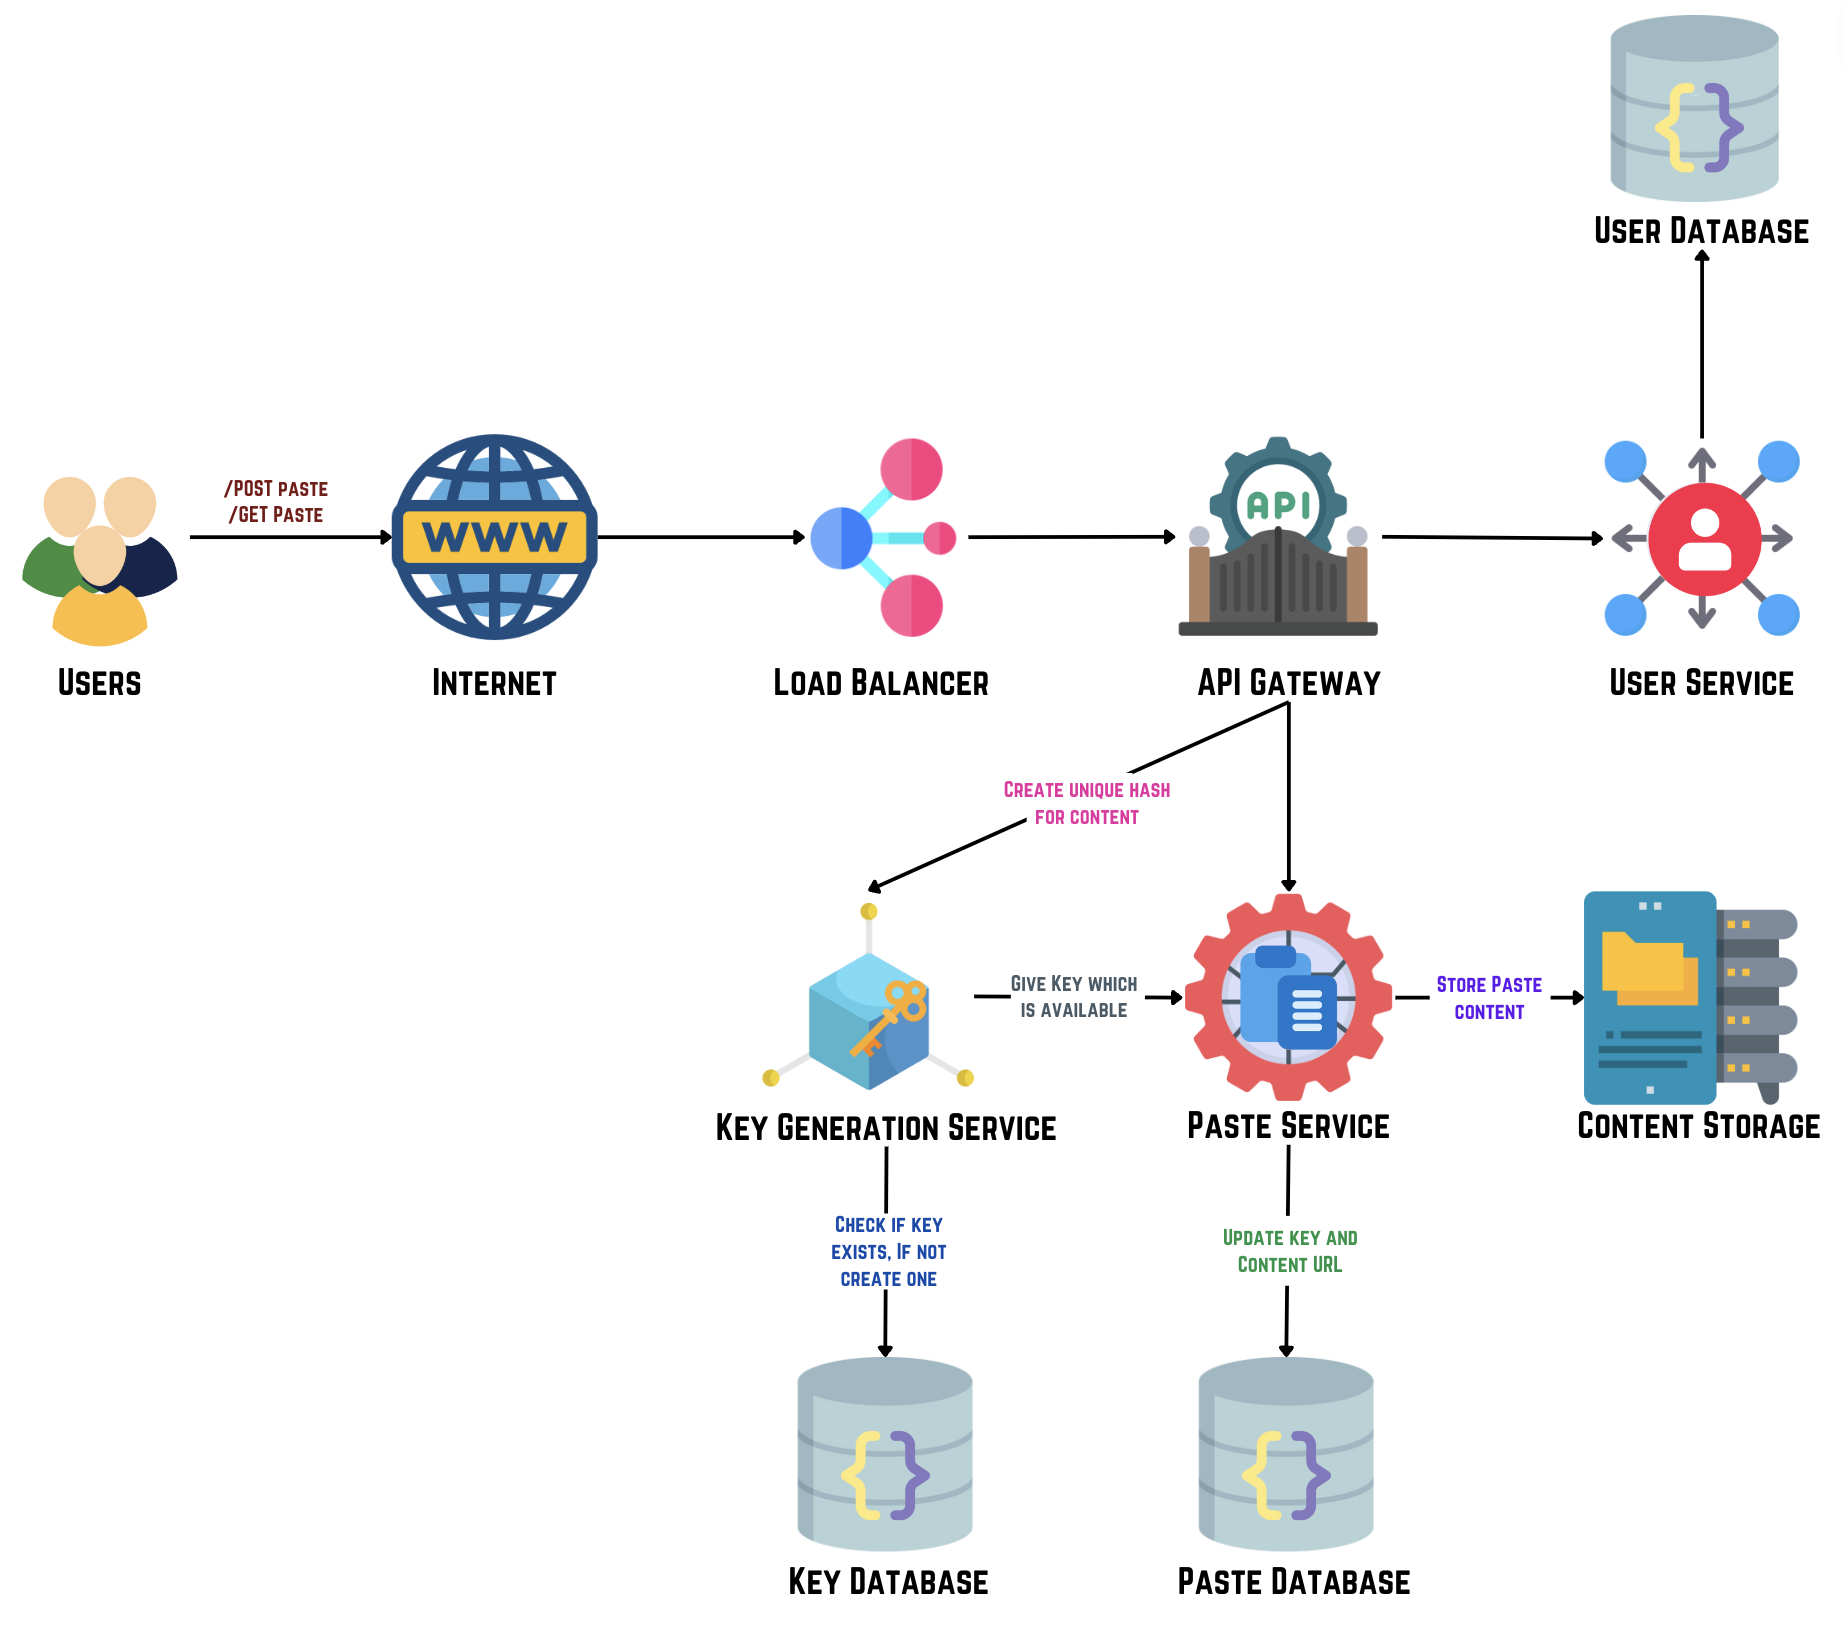 User Database
/POST paste
/GET Paste
WWW
API
Users
Internet
Load Balancer
API Gateway
User Service
Create unique hash
for content
Give Key which
is available
Store Paste
content
Key Generation Service
Paste Service
Content Storage
Check if key
exists, If not
create one
Update key and
Content URL
Key Database
Paste Database